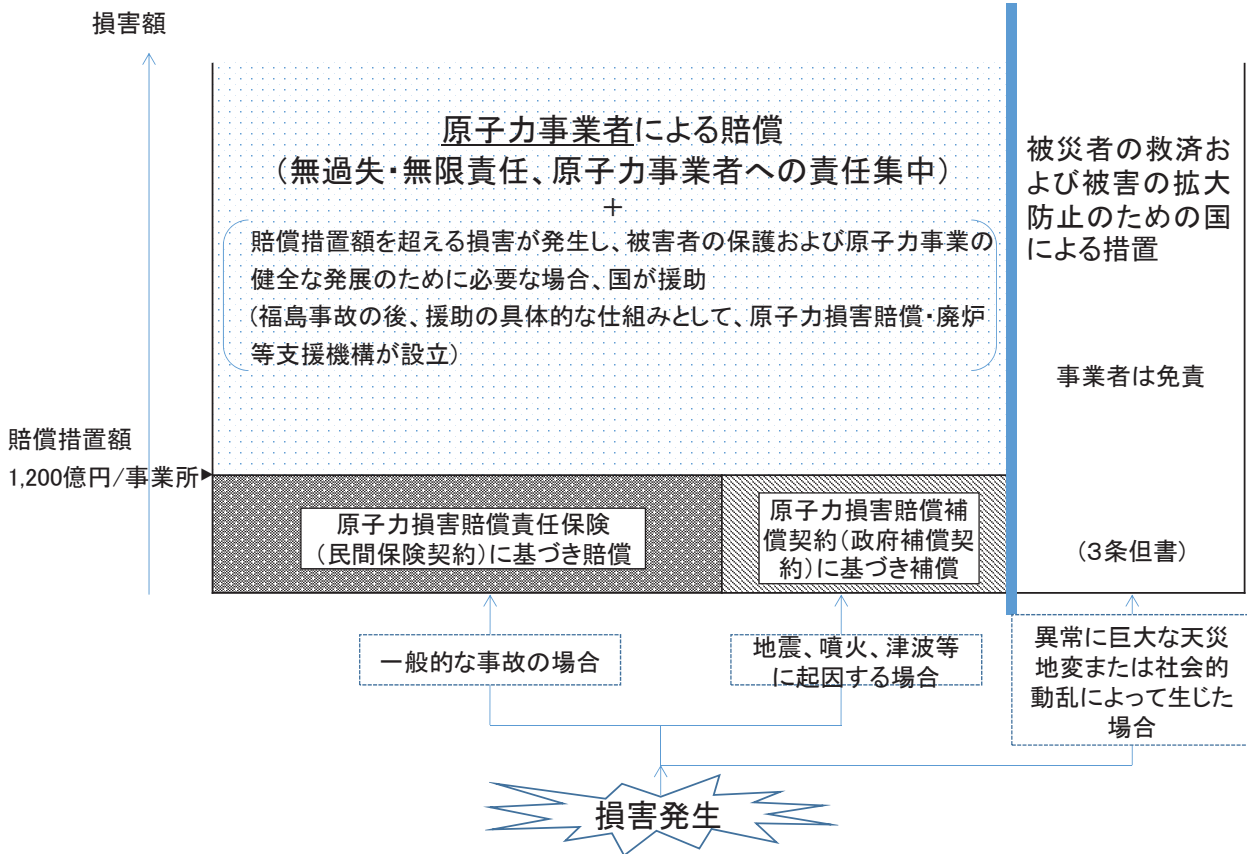 損害額
原子力事業者による賠償
(無過失・無限責任、原子力事業者への責任集中)
+
賠償措置額を超える損害が発生し、被害者の保護および原子力事業の
健全な発展のために必要な場合、国が援助
(福島事故の後、援助の具体的な仕組みとして、原子力損害賠償・廃炉
等支援機構が設立)
被災者の救済お
よび被害の拡大
防止のための国
による措置
事業者は免責
(3条但書)
賠償措置額
1,200億円/事業所
原子力損害賠償責任保険
(民間保険契約)に基づき賠償
原子力損害賠償補
償契約(政府補償契
約)に基づき補償
一般的な事故の場合
地震、噴火、津波等
に起因する場合
異常に巨大な天災
地変または社会的
動乱によって生じた
場合
損害発生